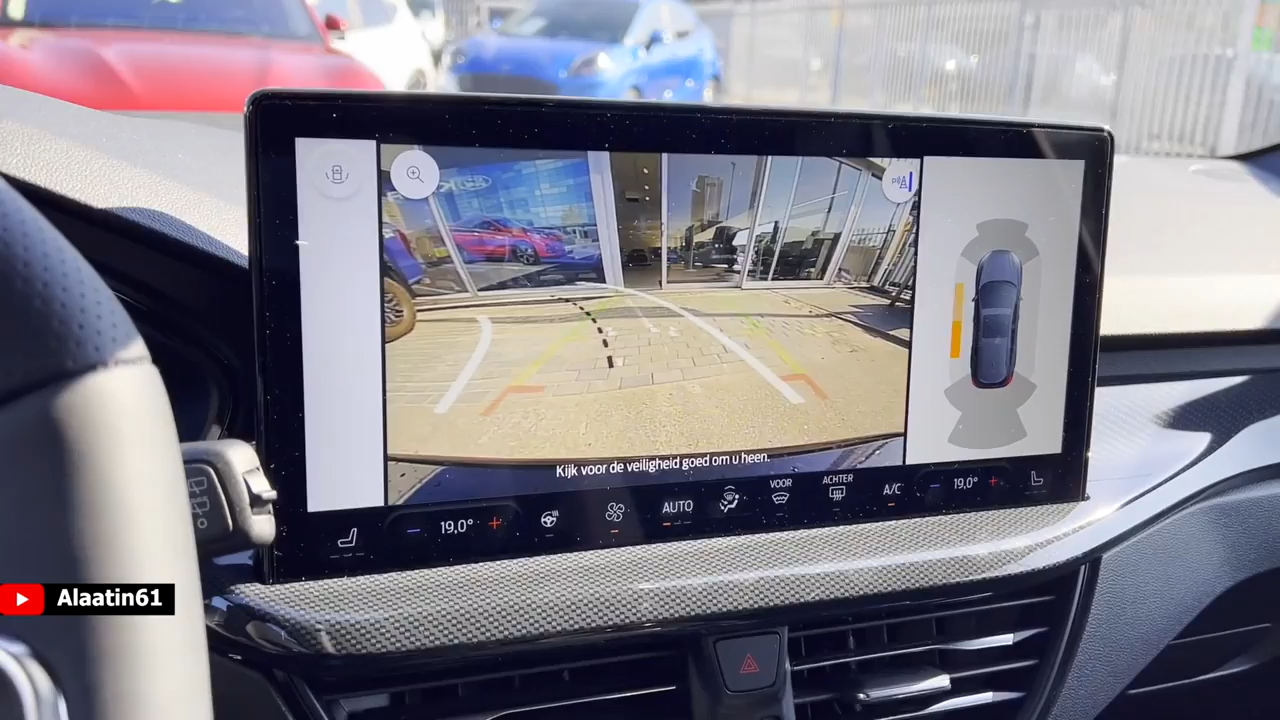 Kijk voor de veiligheid goed om u heen.
VOOR
ACHTER
19,0°
AUTO
A/C
19,0°
Alaatin61